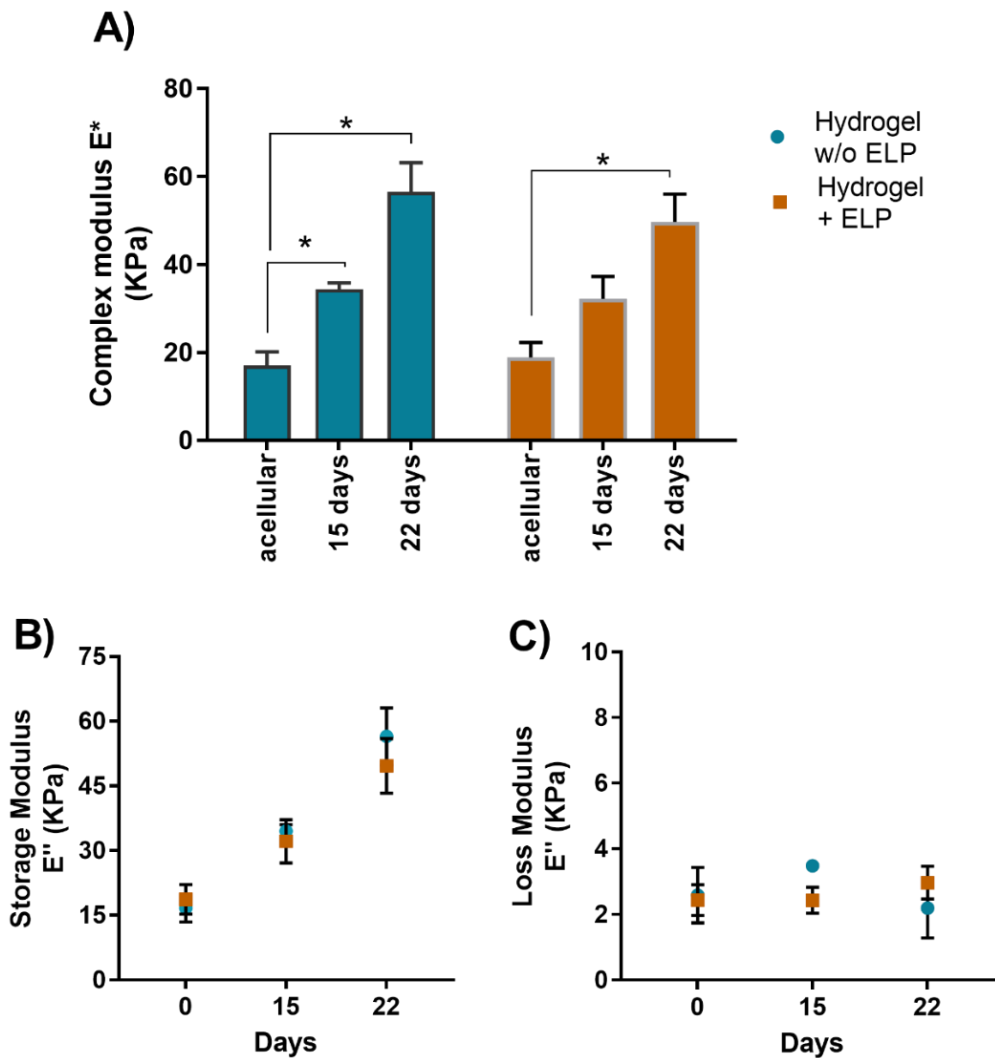 A)
Complex modulus E*
(KPa)
80
60
40
20
0
*
*
*
acellular
15 days
22 days
acellular
15 days
22 days
Hydrogel
w/o ELP
Hydrogel
+ ELP
B)
Storage Modulus
E'' (KPa)
75
60
45
30
15
0
0
15
22
Days
C)
Loss Modulus
E'' (KPa)
10
8
6
4
2
0
0
15
22
Days